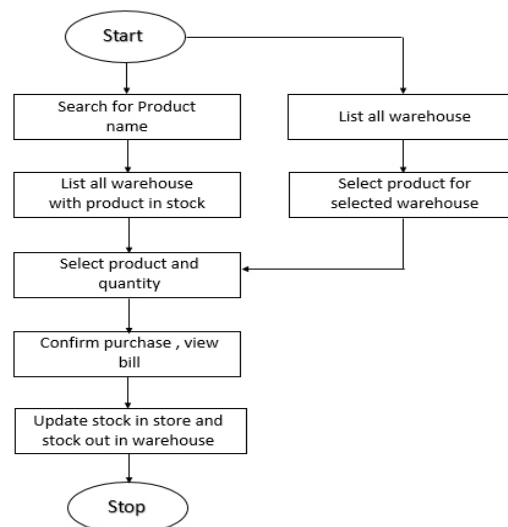 Start
Search for Product
name
List all warehouse
List all warehouse
with product in stock
Select product for
selected warehouse
Select product and
quantity
Confirm purchase , view
bill
Update stock in store and
stock out in warehouse
Stop